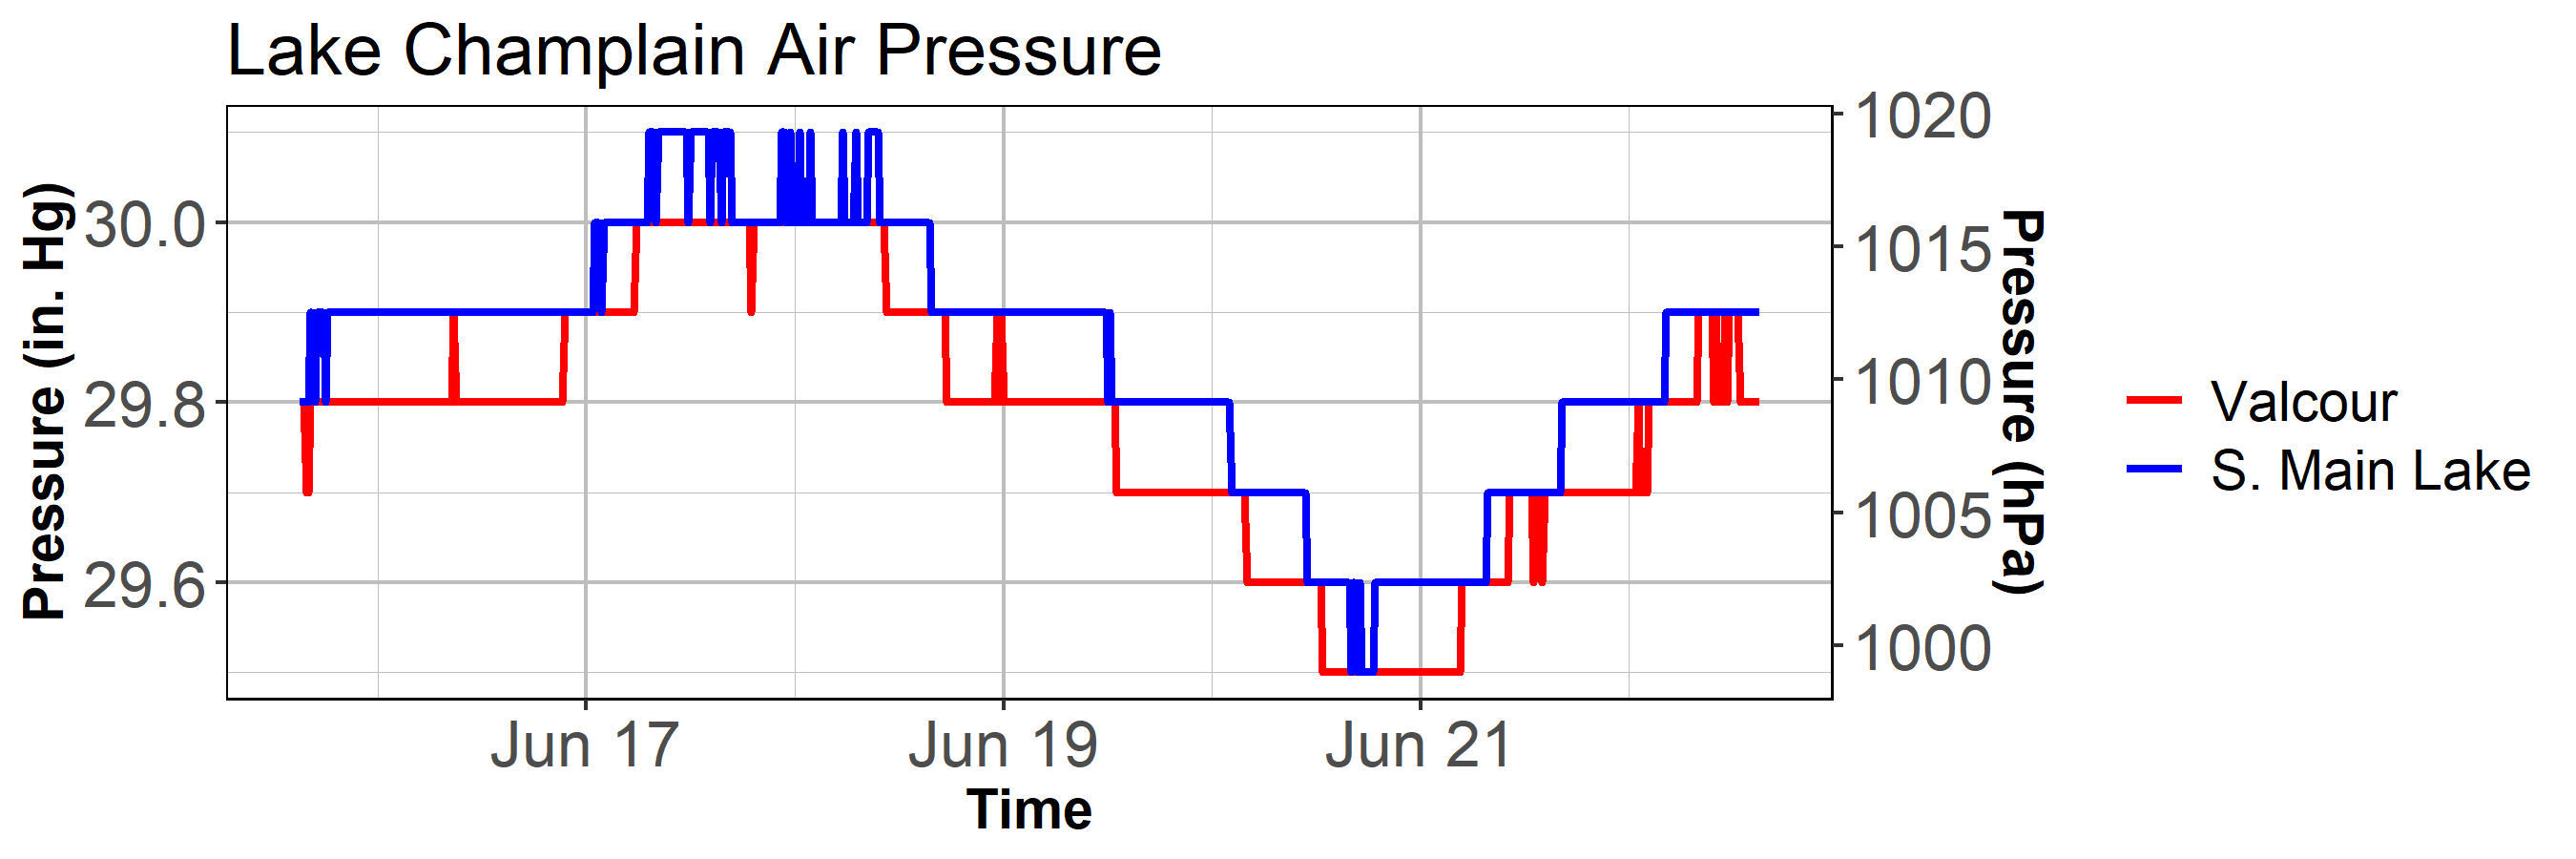 Lake Champlain Air Pressure
Pressure (in. Hg)
30.0
29.8
29.6
1020
1015
1010
1005
1000
Pressure (hPa)
Jun 17
Jun 19
Jun 21
Time
Valcour
S. Main Lake